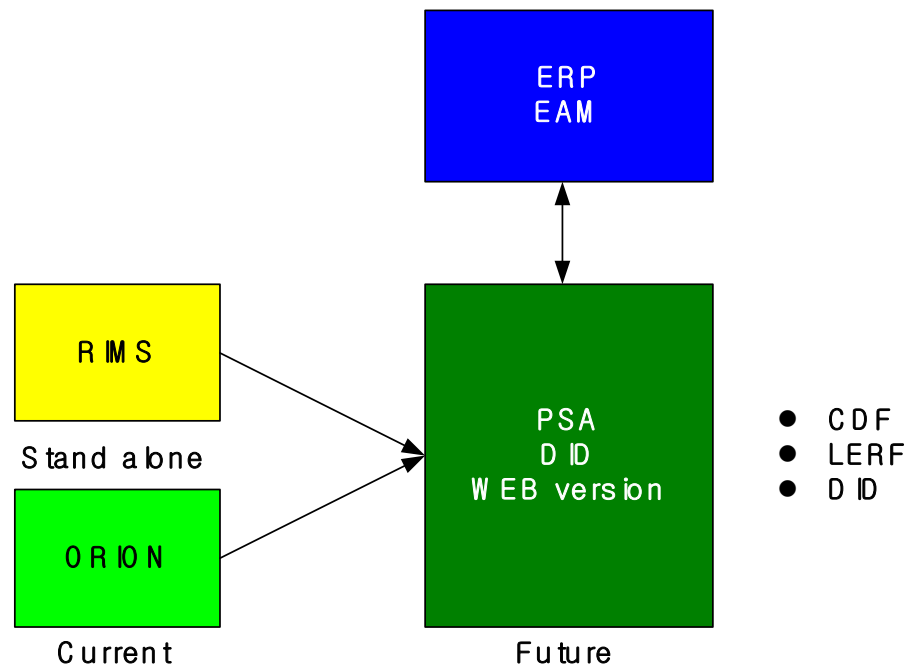 ERP
EAM
RIMS
Stand alone
ORION
Current
PSA
DID
WEB version
Future
● CDF
● LERF
● DID